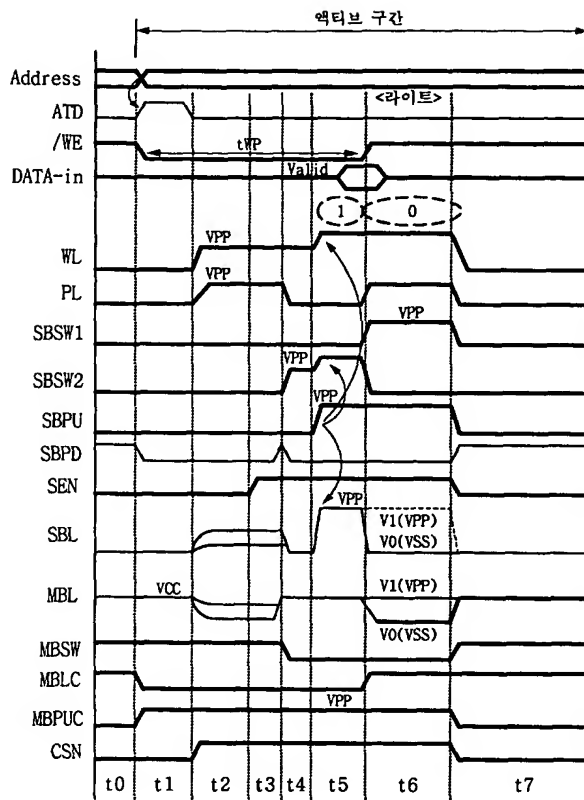 액티브 구간
Address
<라이트>
ATD
/WE
tWP
DATA-in
Valid
1
0
WL
VPP
PL
VPP
SBSW1
VPP
SBSW2
VPP
SBPU
VPP
SBPD
SEN
VPP
SBL
V1(VPP)
V0(VSS)
MBL
VCC
V1(VPP)
V0(VSS)
MBSW
MBLC
VPP
MBPUC
CSN
t0 t1 t2 t3 t4 t5 t6 t7